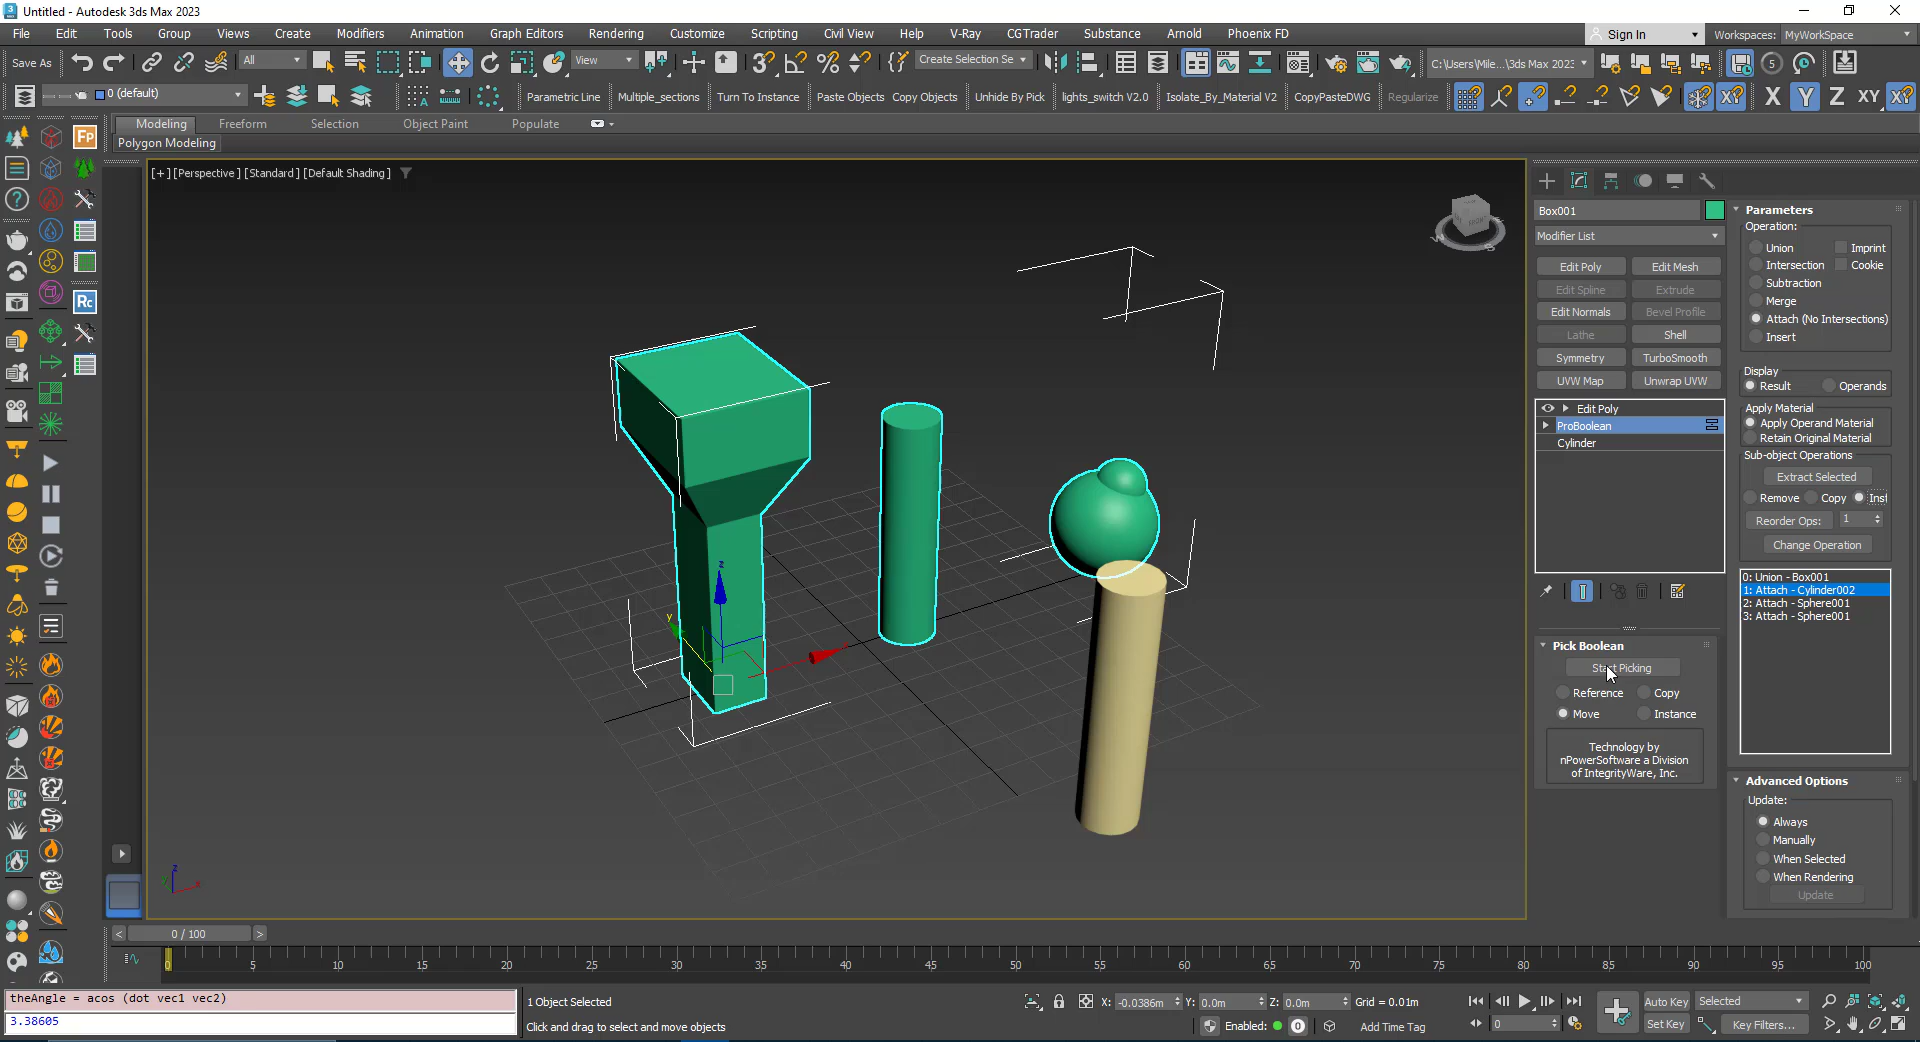 Untitled - Autodesk 3ds Max 2023
File Edit Tools Group Views Create Modifiers Animation Graph Editors Rendering Customize Scripting Civil View Help V-Ray CGTrader Substance Arnold Phoenix FD Sign In Workspaces: MyWorkSpace
Save As All View Create Selection Se C:\Users\Mile...\3ds Max 2023 5
0 (default) Parametric Line Multiple_sections Turn To Instance Paste Objects Copy Objects Unhide By Pick lights_switch V2.0 Isolate_By_Material V2 CopyPasteDWG Regularize X Y Z XY XY
Modeling Freeform Selection Object Paint Populate
Polygon Modeling
[+] [Perspective ] [Standard ] [Default Shading ]
Fp
Rc
z
y
z
x
Box001
Modifier List
Edit Poly Edit Mesh
Edit Spline Extrude
Edit Normals Bevel Profile
Lathe Shell
Symmetry TurboSmooth
UVW Map Unwrap UVW
Edit Poly
ProBoolean
Cylinder
Pick Boolean
Start Picking
Reference Copy
Move Instance
Technology by
nPowerSoftware a Division
of IntegrityWare, Inc.
Parameters
Operation:
Union Imprint
Intersection Cookie
Subtraction
Merge
Attach (No Intersections)
Insert
Display
Result Operands
Apply Material
Apply Operand Material
Retain Original Material
Sub-object Operations
Extract Selected
Remove Copy Inst
Reorder Ops: 1
Change Operation
0: Union - Box001
1: Attach - Cylinder002
2: Attach - Sphere001
3: Attach - Sphere001
Advanced Options
Update:
Always
Manually
When Selected
When Rendering
Update
< 0 / 100 >
0 5 10 15 20 25 30 35 40 45 50 55 60 65 70 75 80 85 90 95 100
theAngle = acos (dot vec1 vec2)
3.38605
1 Object Selected
Click and drag to select and move objects
X: -0.0386m Y: 0.0m Z: 0.0m Grid = 0.01m
Enabled: 0 Add Time Tag
0
Auto Key Selected
Set Key Key Filters...